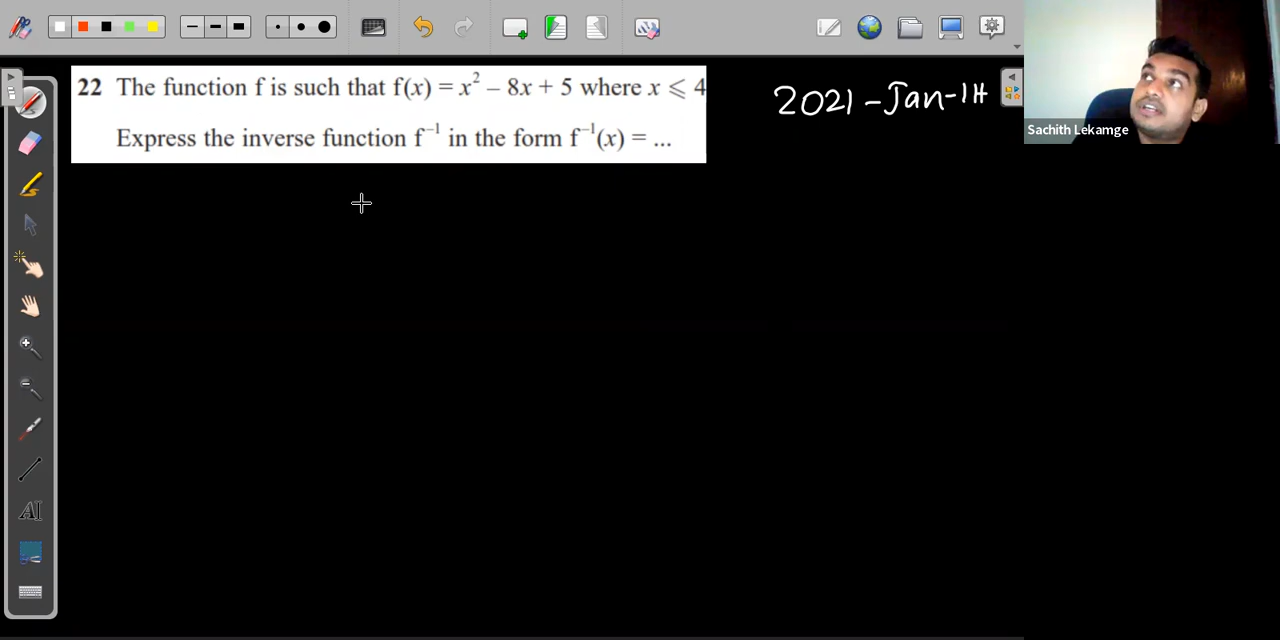 22 The function f is such that f(x) = x² – 8x + 5 where x ⩽ 4
Express the inverse function f⁻¹ in the form f⁻¹(x) = ...
2021 – Jan – 1H
Sachith Lekamge
AI